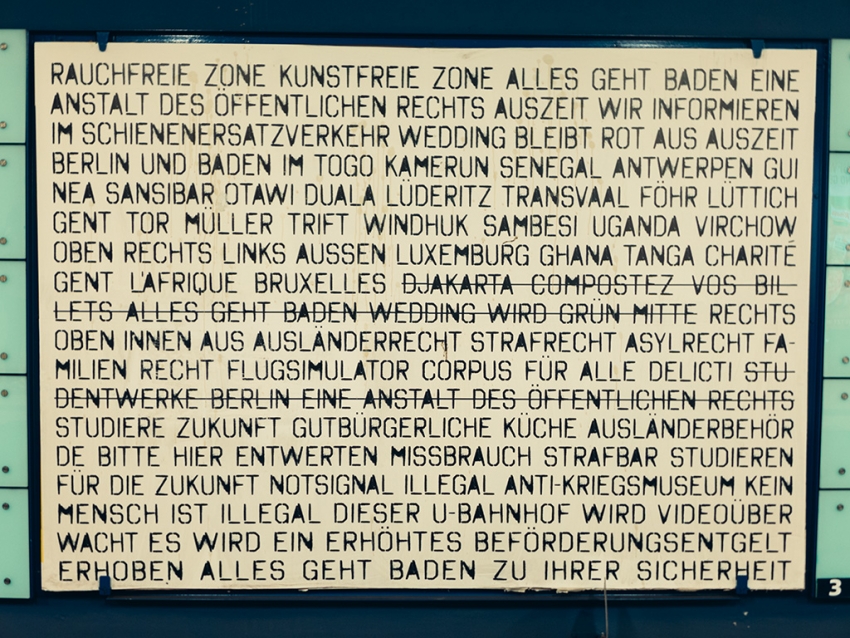 RAUCHFREIE ZONE KUNSTFREIE ZONE ALLES GEHT BADEN EINE
ANSTALT DES ÖFFENTLICHEN RECHTS AUSZEIT WIR INFORMIEREN
IM SCHIENENERSATZVERKEHR WEDDING BLEIBT ROT AUS AUSZEIT
BERLIN UND BADEN IM TOGO KAMERUN SENEGAL ANTWERPEN GUI
NEA SANSIBAR OTAWI DUALA LÜDERITZ TRANSVAAL FÖHR LÜTTICH
GENT TOR MÜLLER TRIFT WINDHUK SAMBESI UGANDA VIRCHOW
OBEN RECHTS LINKS AUSSEN LUXEMBURG GHANA TANGA CHARITÉ
GENT L'AFRIQUE BRUXELLES DJAKARTA COMPOSTEZ VOS BIL-
LETS ALLES GEHT BADEN WEDDING WIRD GRÜN MITTE RECHTS
OBEN INNEN AUS AUSLÄNDERRECHT STRAFRECHT ASYLRECHT FA-
MILIEN RECHT FLUGSIMULATOR CORPUS FÜR ALLE DELICTI STU
DENTWERKE BERLIN EINE ANSTALT DES ÖFFENTLICHEN RECHTS
STUDIERE ZUKUNFT GUTBÜRGERLICHE KÜCHE AUSLÄNDERBEHÖR
DE BITTE HIER ENTWERTEN MISSBRAUCH STRAFBAR STUDIEREN
FÜR DIE ZUKUNFT NOTSIGNAL ILLEGAL ANTI-KRIEGSMUSEUM KEIN
MENSCH IST ILLEGAL DIESER U-BAHNHOF WIRD VIDEOÜBER
WACHT ES WIRD EIN ERHÖHTES BEFÖRDERUNGSENTGELT
ERHOBEN ALLES GEHT BADEN ZU IHRER SICHERHEIT
3